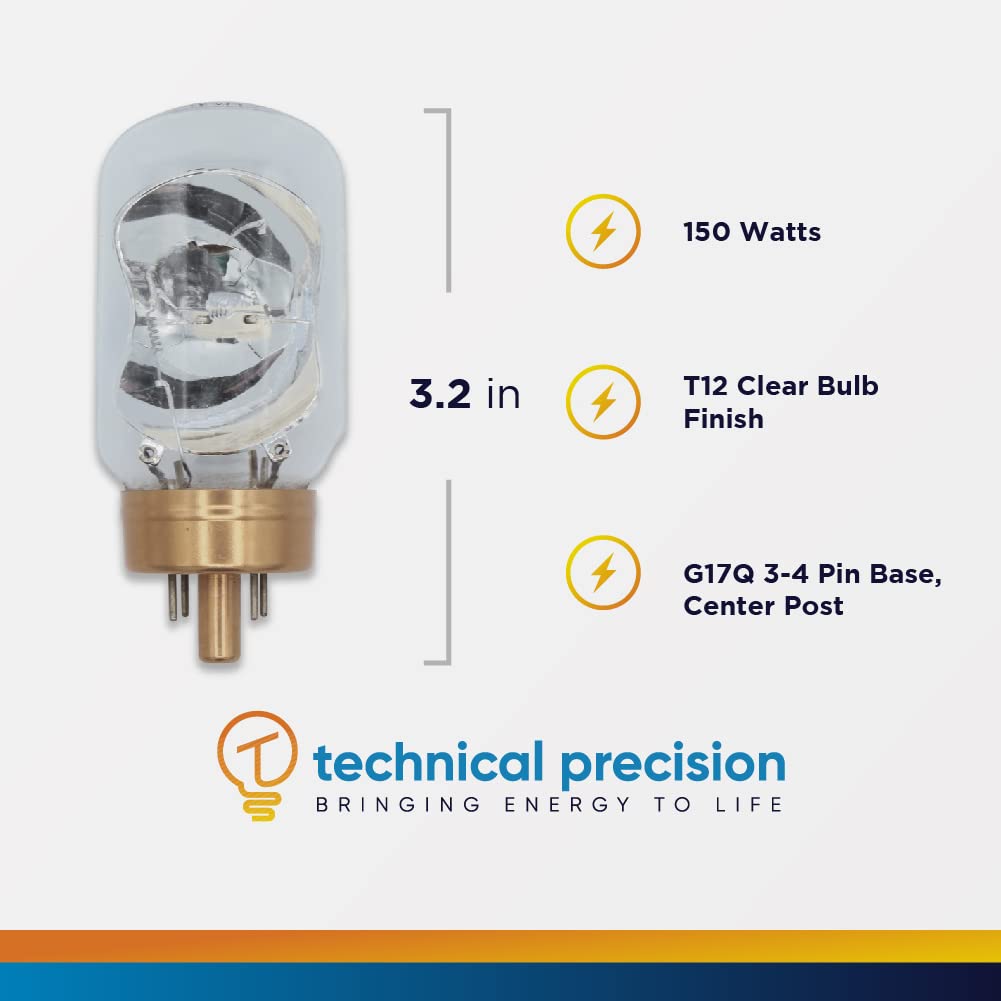 150 Watts
3.2 in
T12 Clear Bulb
Finish
G17Q 3-4 Pin Base,
Center Post
technical precision
BRINGING ENERGY TO LIFE